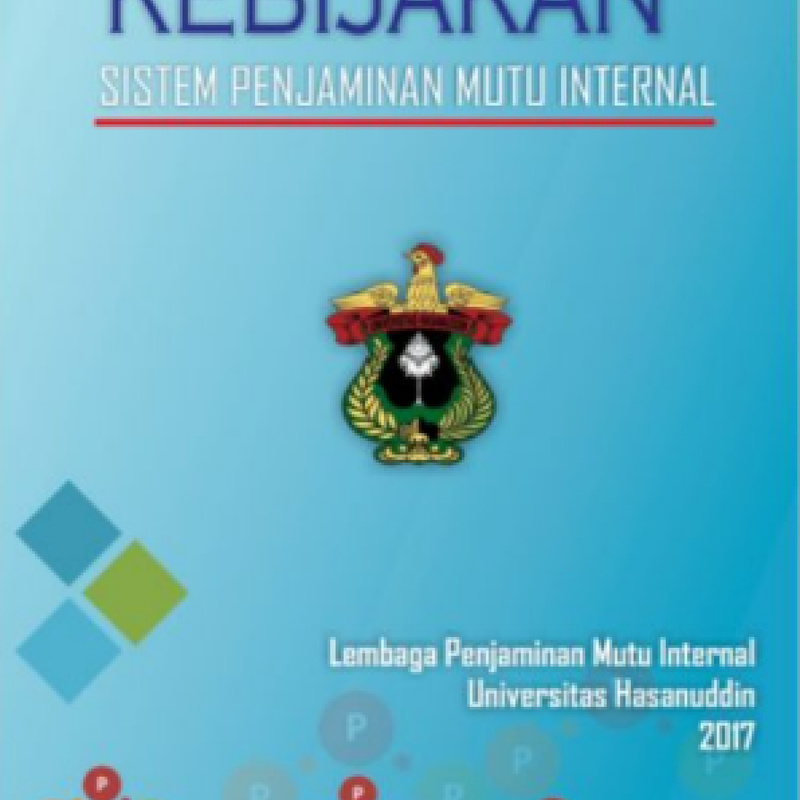 KEBIJAKAN
SISTEM PENJAMINAN MUTU INTERNAL
Lembaga Penjaminan Mutu Internal
Universitas Hasanuddin
2017
P
P
P
P
P